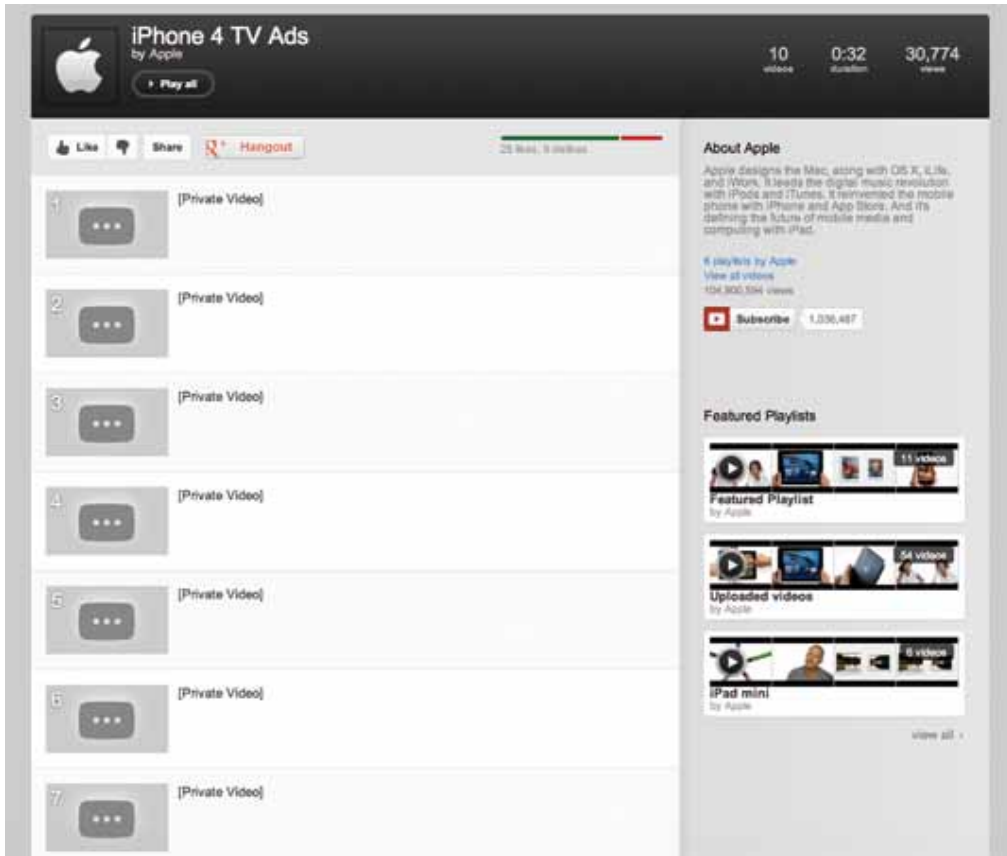 iPhone 4 TV Ads
by Apple
Play all
10
videos
0:32
duration
30,774
views
Like
Share
Hangout
25 likes, 9 dislikes
1
[Private Video]
2
[Private Video]
3
[Private Video]
4
[Private Video]
5
[Private Video]
6
[Private Video]
7
[Private Video]
About Apple
Apple designs the Mac, along with OS X, iLife,
and iWork. It leads the digital music revolution
with iPods and iTunes. It reinvented the mobile
phone with iPhone and App Store. And it's
defining the future of mobile media and
computing with iPad.
6 playlists by Apple
View all videos
views
Subscribe
1,036,487
Featured Playlists
11 videos
Featured Playlist
by Apple
54 videos
Uploaded videos
by Apple
6 videos
iPad mini
by Apple
view all ›